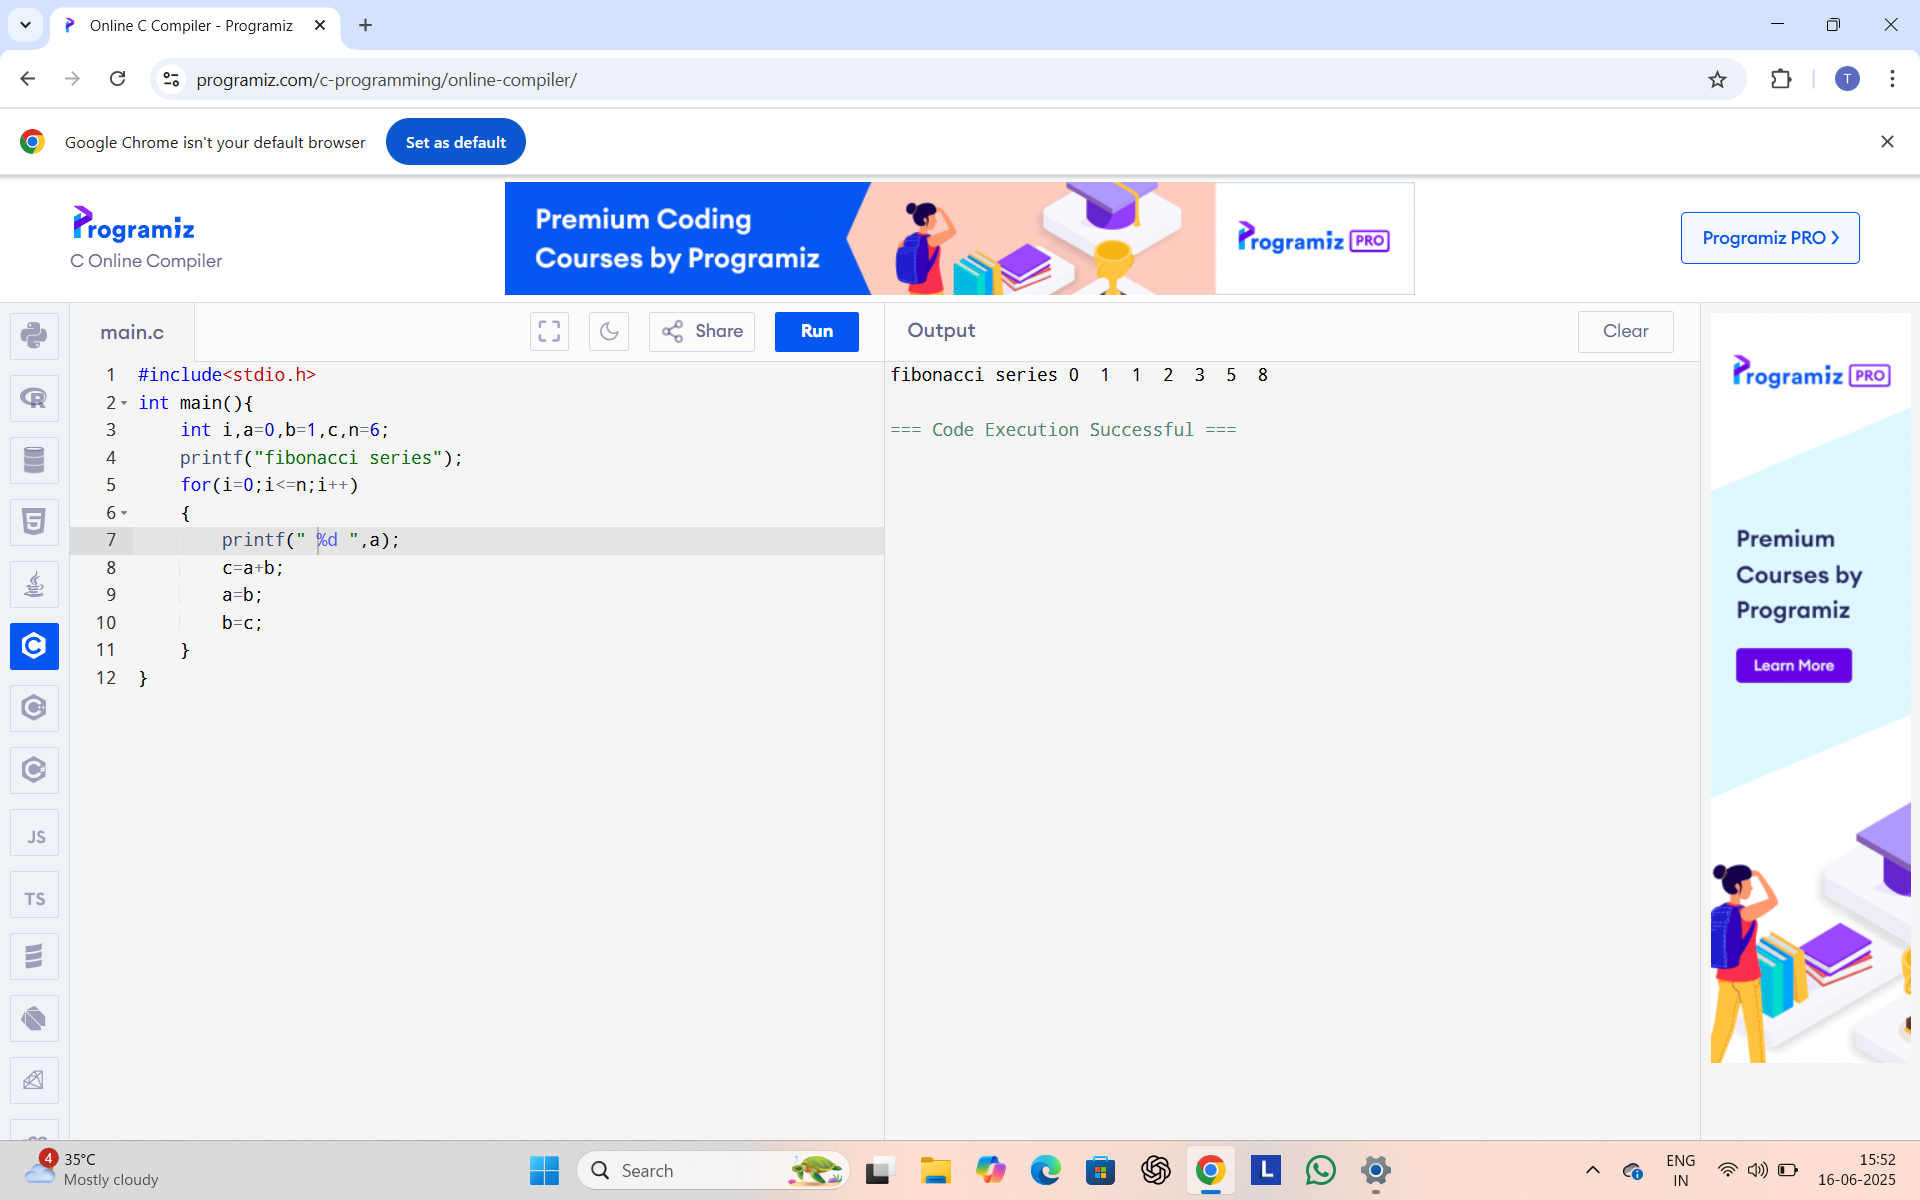 Online C Compiler - Programiz
programiz.com/c-programming/online-compiler/
T
Google Chrome isn't your default browser
Set as default
Programiz
C Online Compiler
Premium Coding
Courses by Programiz
Programiz PRO
Programiz PRO
main.c
Share
Run
Output
Clear
1 #include<stdio.h>
2 int main(){
3 int i,a=0,b=1,c,n=6;
4 printf("fibonacci series");
5 for(i=0;i<=n;i++)
6 {
7 printf(" %d ",a);
8 c=a+b;
9 a=b;
10 b=c;
11 }
12 }
fibonacci series 0  1  1  2  3  5  8
=== Code Execution Successful ===
JS
TS
Programiz PRO
Premium
Courses by
Programiz
Learn More
4
35°C
Mostly cloudy
Search
L
ENG
IN
15:52
16-06-2025